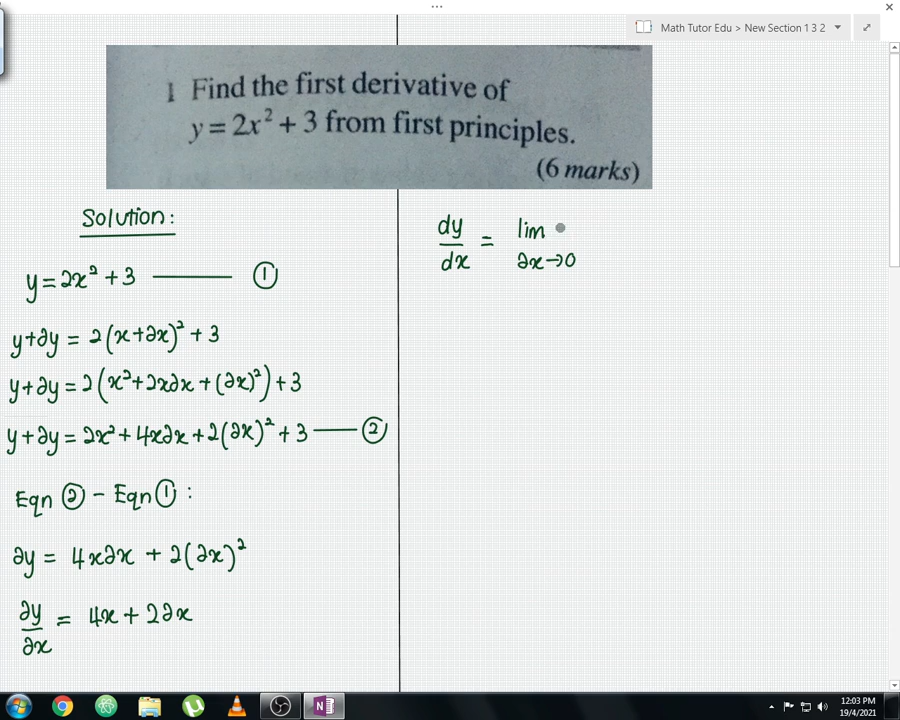 Math Tutor Edu > New Section 1 3 2
1 Find the first derivative of
y = 2x² + 3 from first principles.
(6 marks)
Solution:
y = 2x² + 3 ——— ①
y+∂y = 2(x+∂x)² + 3
y+∂y = 2(x²+2x∂x+(∂x)²)+3
y+∂y = 2x²+4x∂x+2(∂x)²+3 —— ②
Eqn ② – Eqn ① :
∂y = 4x∂x + 2(∂x)²
∂y/∂x = 4x + 2∂x
dy/dx = lim
∂x→0
12:03 PM
19/4/2021